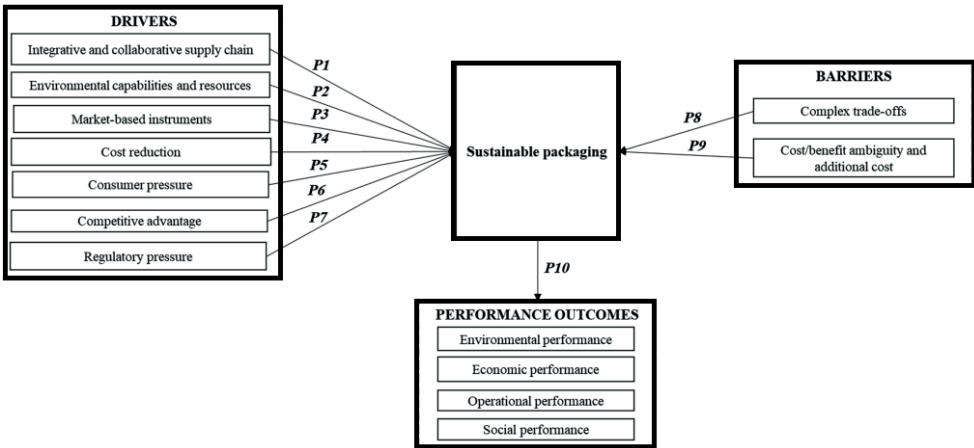 DRIVERS
Integrative and collaborative supply chain
Environmental capabilities and resources
Market-based instruments
Cost reduction
Consumer pressure
Competitive advantage
Regulatory pressure
P1
P2
P3
P4
P5
P6
P7
Sustainable packaging
P8
P9
BARRIERS
Complex trade-offs
Cost/benefit ambiguity and
additional cost
P10
PERFORMANCE OUTCOMES
Environmental performance
Economic performance
Operational performance
Social performance